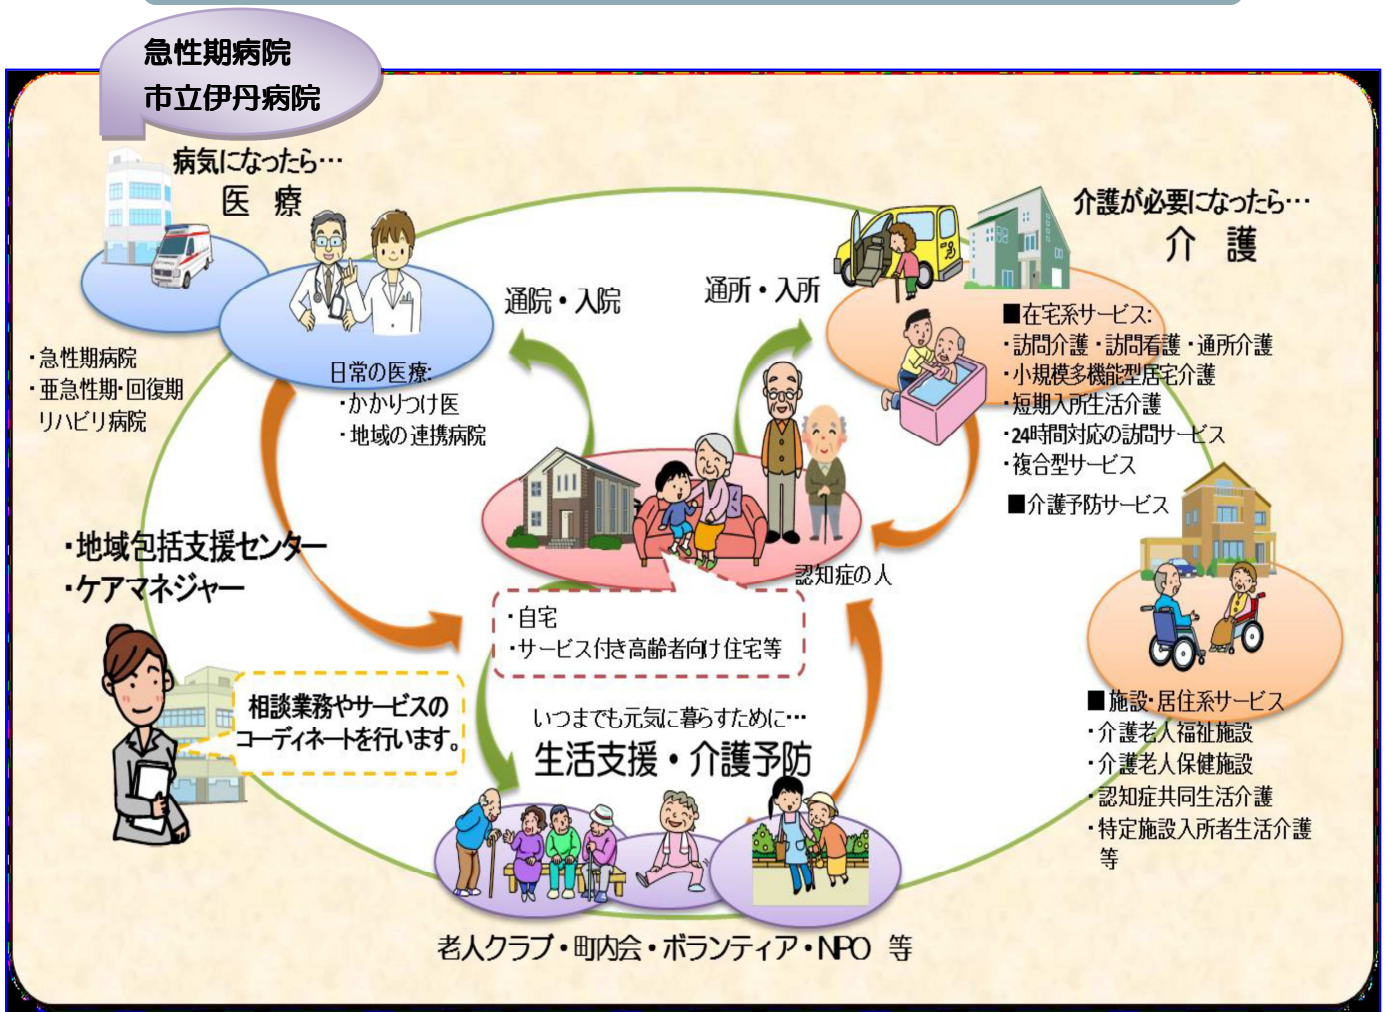 急性期病院
市立伊丹病院
病気になったら…
医 療
介護が必要になったら…
介 護
通院・入院
通所・入所
・急性期病院
・亜急性期・回復期
リハビリ病院
日常の医療:
・かかりつけ医
・地域の連携病院
■在宅系サービス:
・訪問介護・訪問看護・通所介護
・小規模多機能型居宅介護
・短期入所生活介護
・24時間対応の訪問サービス
・複合型サービス
■介護予防サービス
・地域包括支援センター
・ケアマネジャー
認知症の人
・自宅
・サービス付き高齢者向け住宅等
相談業務やサービスの
コーディネートを行います。
いつまでも元気に暮らすために…
生活支援・介護予防
■施設・居住系サービス
・介護老人福祉施設
・介護老人保健施設
・認知症共同生活介護
・特定施設入所者生活介護
等
老人クラブ・町内会・ボランティア・NPO 等